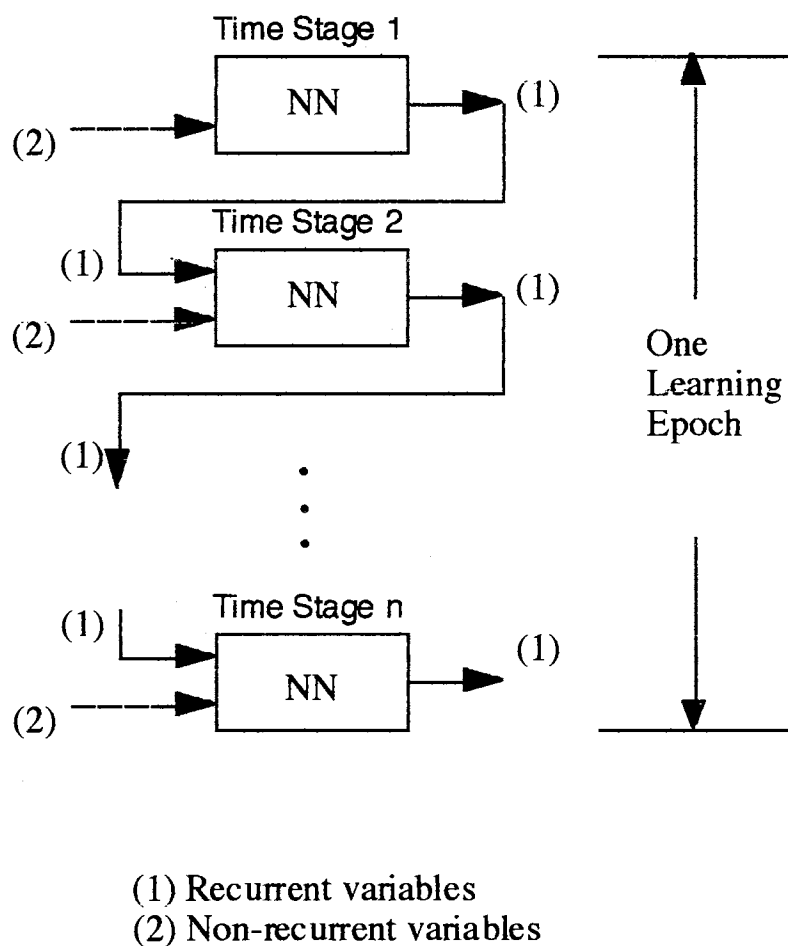 Time Stage 1
NN
(1)
(2)
Time Stage 2
(1)
NN
(1)
(2)
One
Learning
Epoch
(1)
Time Stage n
(1)
(1)
NN
(2)
(1) Recurrent variables
(2) Non-recurrent variables